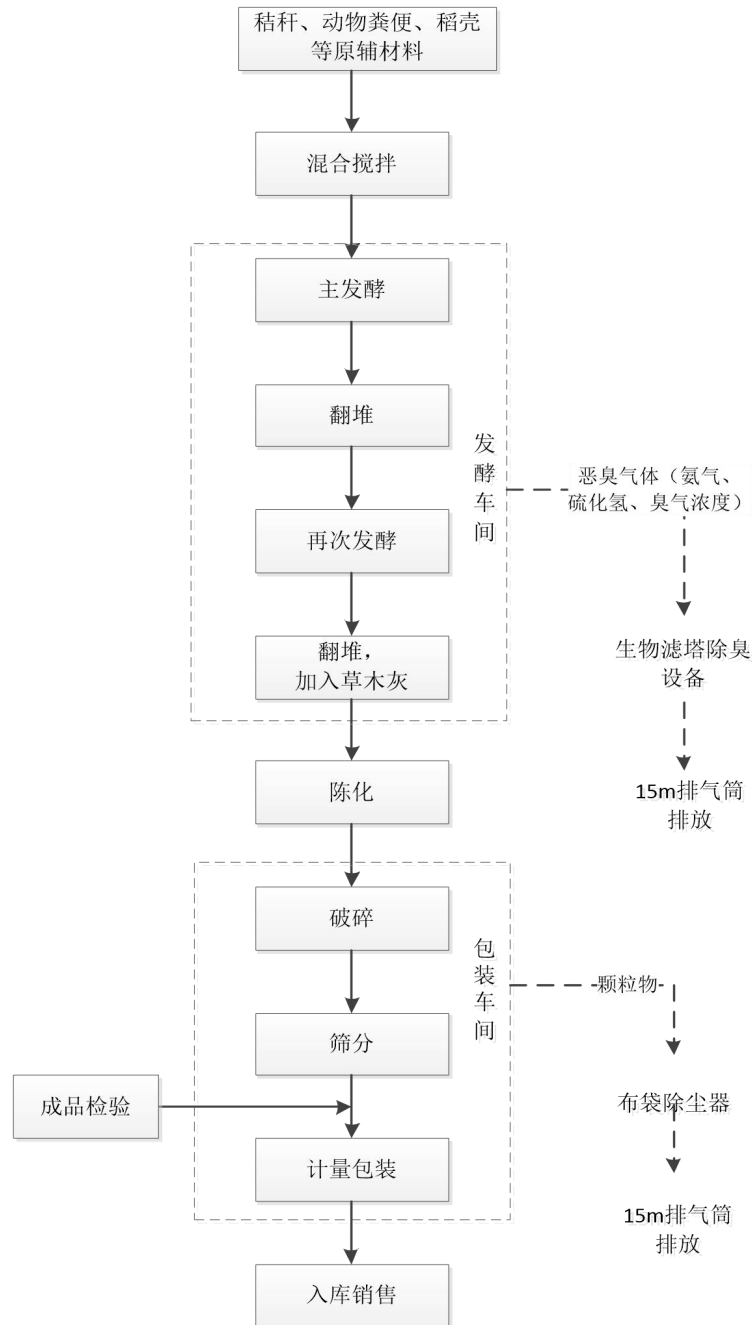 秸秆、动物粪便、稻壳
等原辅材料
混合搅拌
主发酵
翻堆
再次发酵
翻堆，
加入草木灰
发
酵
车
间
恶臭气体（氨气、
硫化氢、臭气浓度）
生物滤塔除臭
设备
15m排气筒
排放
陈化
破碎
筛分
包
装
车
间
颗粒物
布袋除尘器
15m排气筒
排放
成品检验
计量包装
入库销售